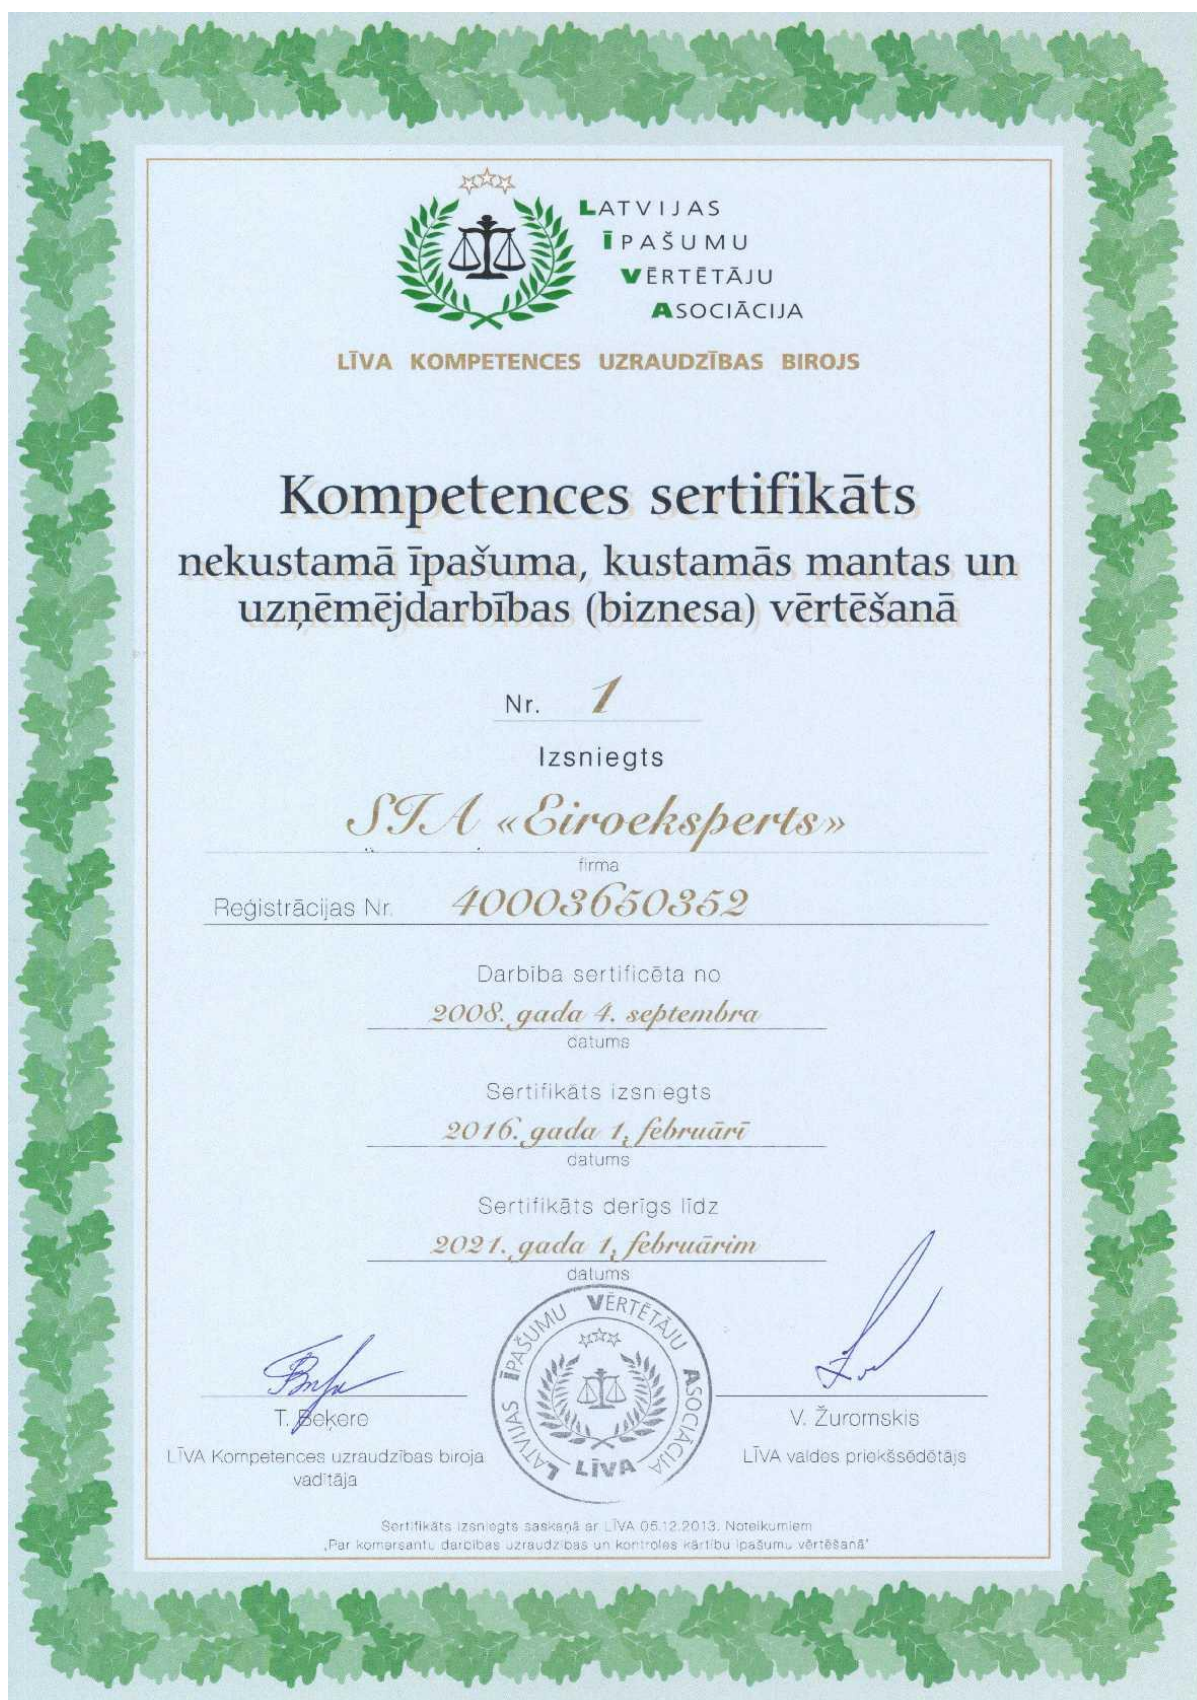 LATVIJAS
ĪPAŠUMU
VĒRTĒTĀJU
ASOCIĀCIJA
LĪVA KOMPETENCES UZRAUDZĪBAS BIROJS
Kompetences sertifikāts
nekustamā īpašuma, kustamās mantas un
uzņēmējdarbības (biznesa) vērtēšanā
Nr. 1
Izsniegts
SIA «Eiroeksperts»
firma
Reģistrācijas Nr. 40003650352
Darbība sertificēta no
2008. gada 4. septembra
datums
Sertifikāts izsniegts
2016. gada 1. februārī
datums
Sertifikāts derīgs līdz
2021. gada 1. februārim
datums
LATVIJAS ĪPAŠUMU VĒRTĒTĀJU ASOCIĀCIJA
LĪVA
T. Beķere
LĪVA Kompetences uzraudzības biroja
vadītāja
V. Žuromskis
LĪVA valdes priekšsēdētājs
Sertifikāts izsniegts saskaņā ar LĪVA 05.12.2013. Noteikumiem
„Par komersantu darbības uzraudzības un kontroles kārtību īpašumu vērtēšanā"